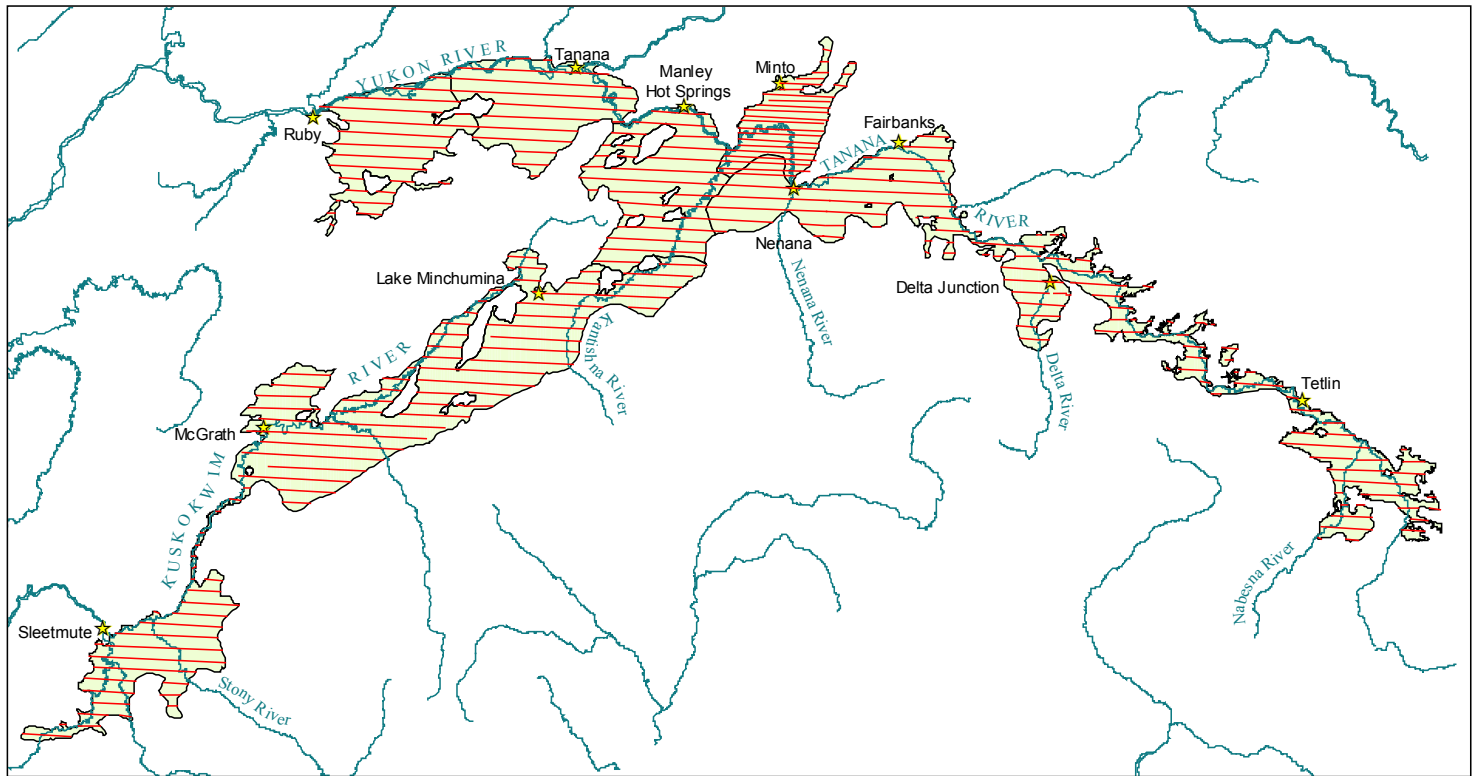 YUKON RIVER
Tanana
Manley
Hot Springs
Minto
Ruby
Fairbanks
TANANA
RIVER
Nenana
Lake Minchumina
Delta Junction
Nenana River
Kantishna River
RIVER
Delta River
Tetlin
McGrath
KUSKOKWIM
Nabesna River
Sleetmute
Stony River